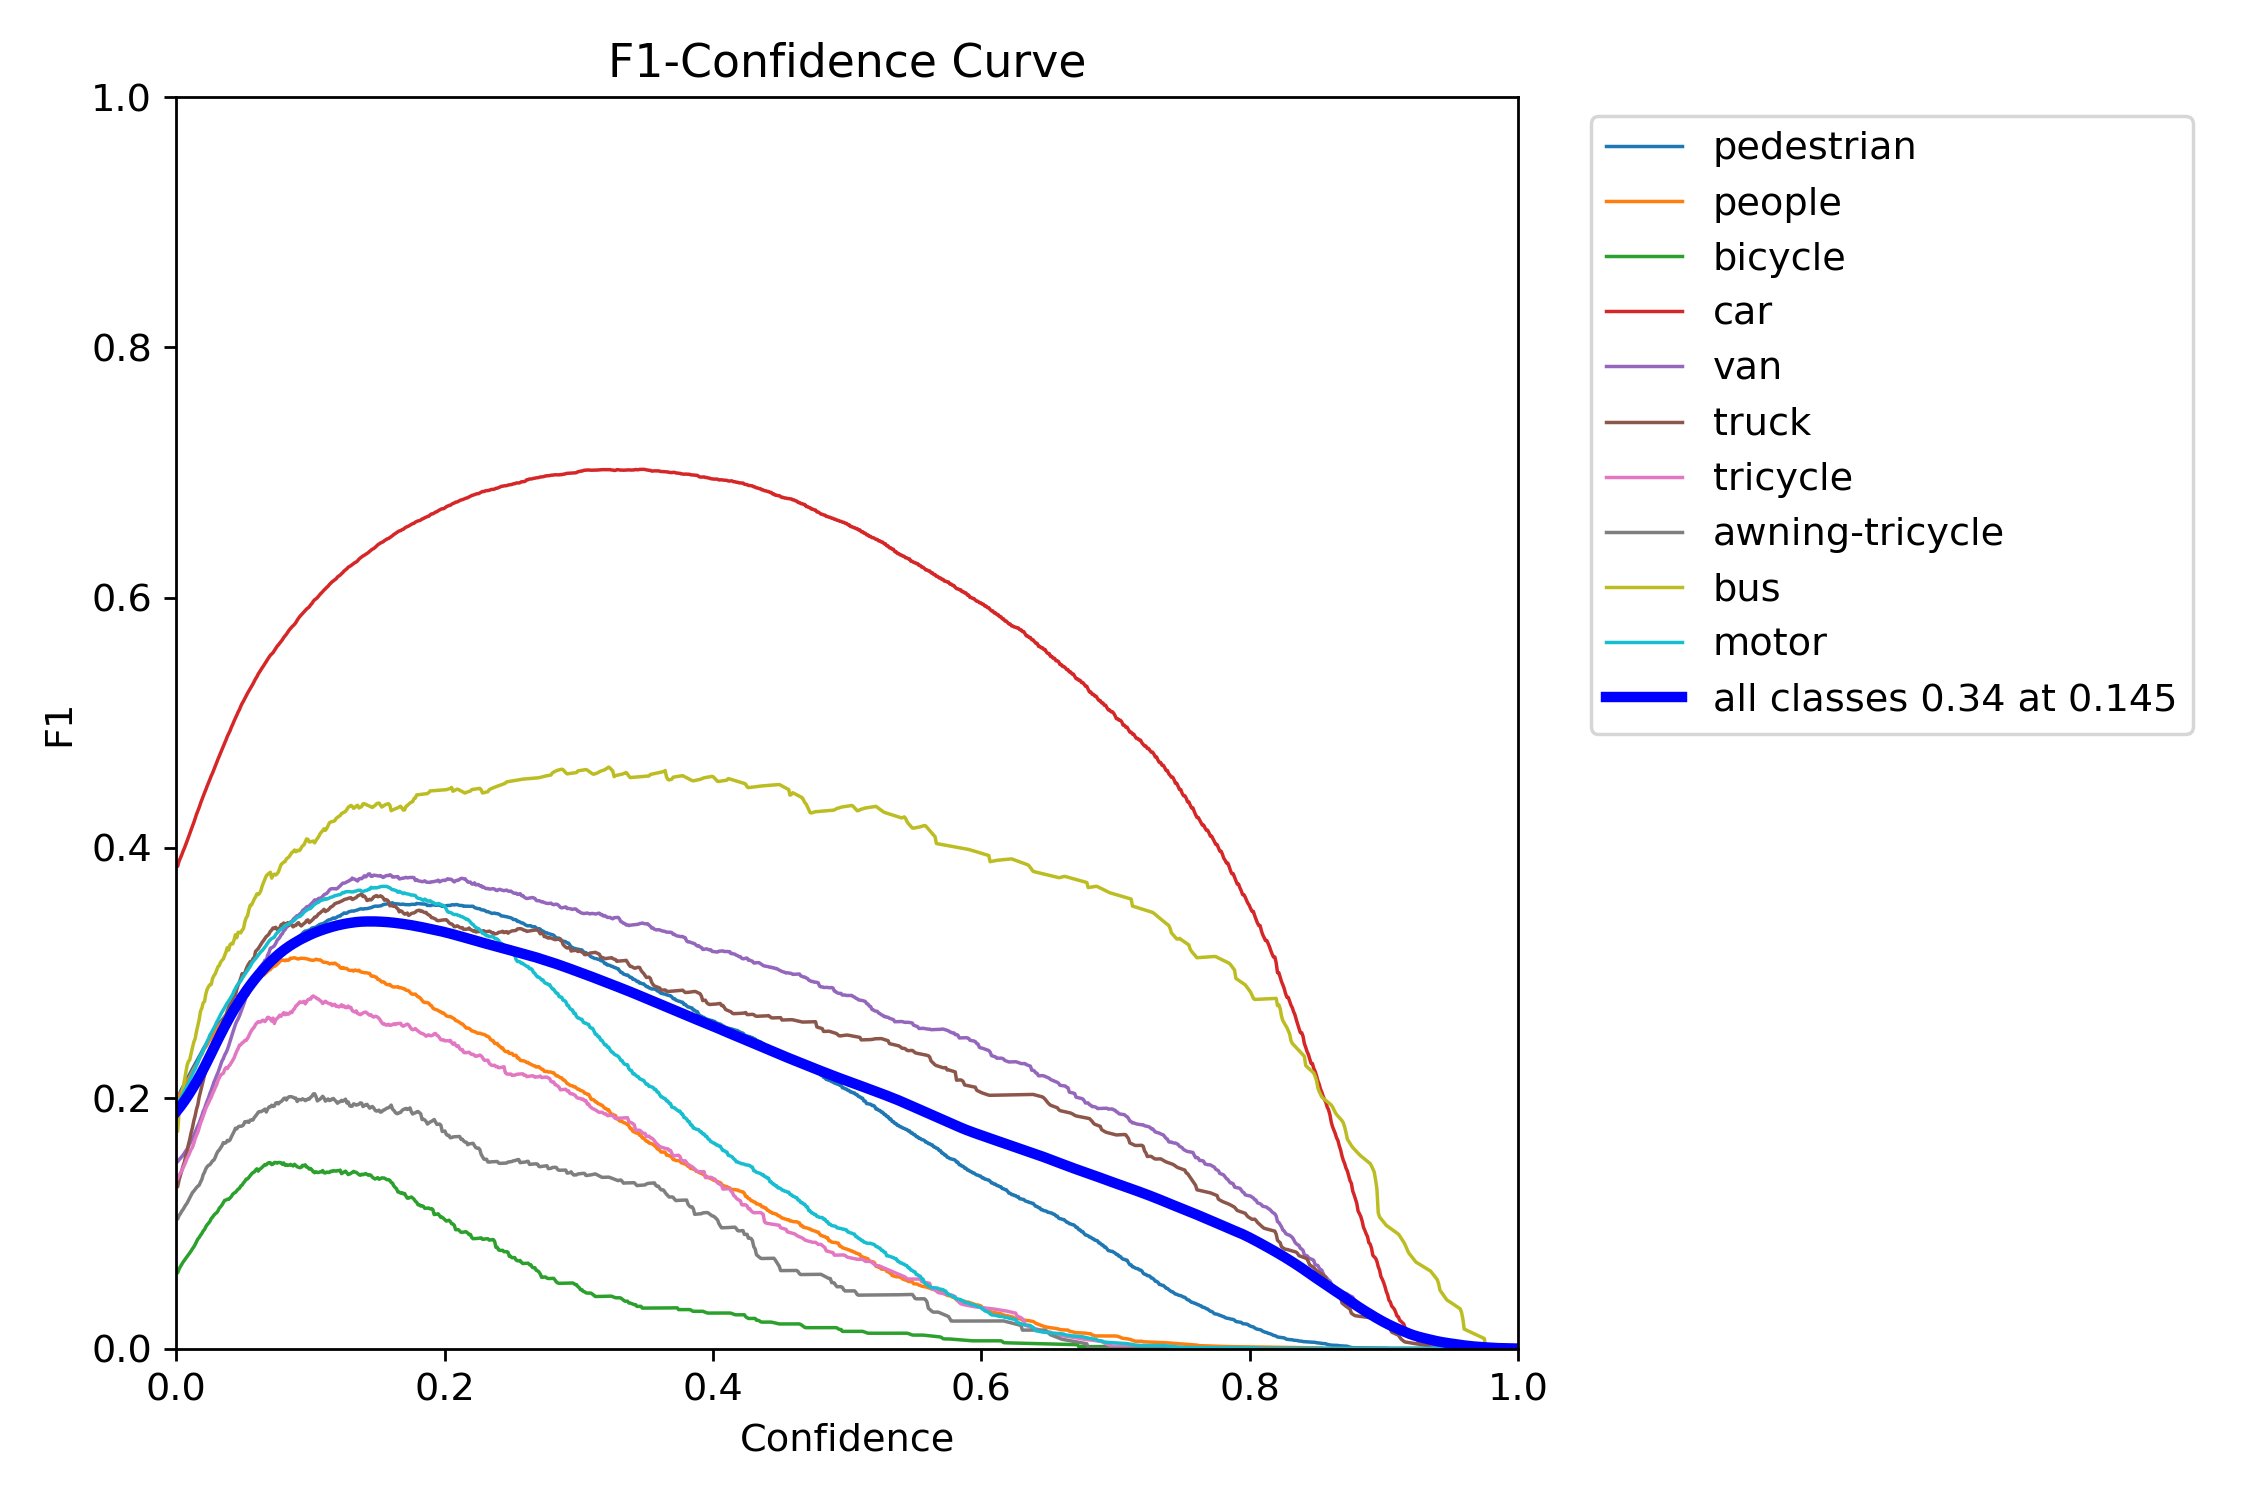 F1-Confidence Curve
1.0
0.8
0.6
0.4
0.2
0.0
F1
0.0 0.2 0.4 0.6 0.8 1.0
Confidence
pedestrian
people
bicycle
car
van
truck
tricycle
awning-tricycle
bus
motor
all classes 0.34 at 0.145